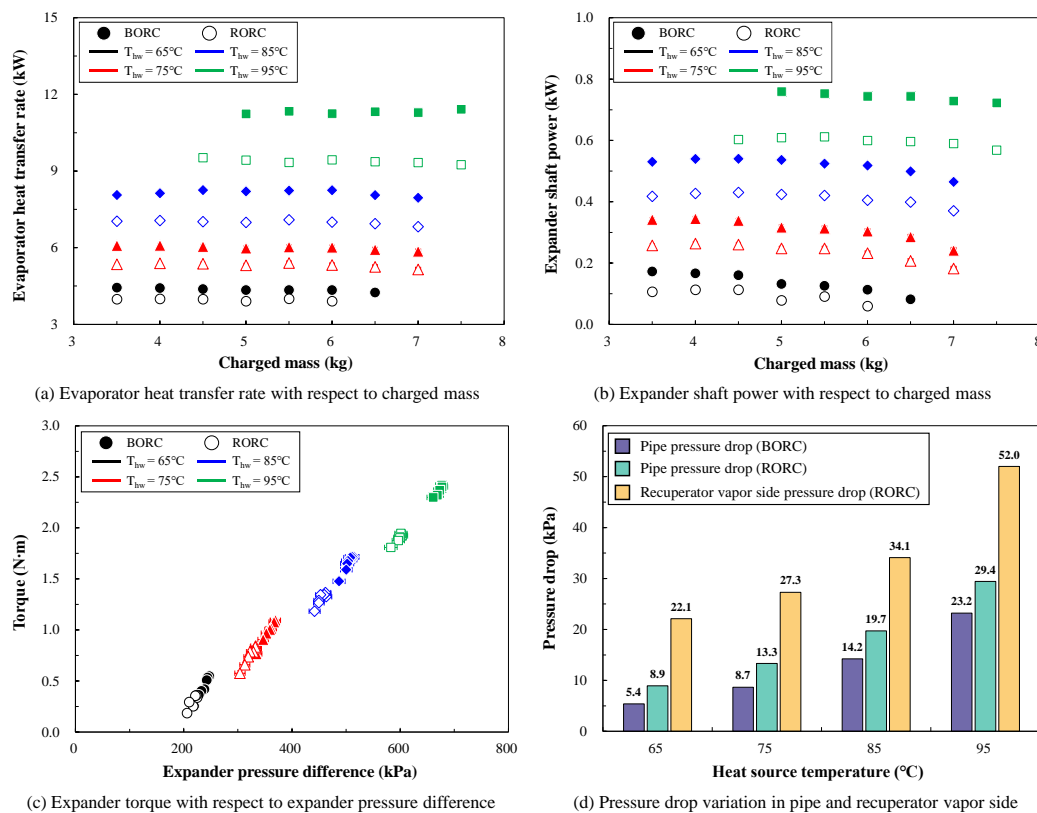 15
12
9
6
3
3 4 5 6 7 8
Evaporator heat transfer rate (kW)
Charged mass (kg)
BORC RORC
T_hw = 65℃ T_hw = 85℃
T_hw = 75℃ T_hw = 95℃
(a) Evaporator heat transfer rate with respect to charged mass
1.0
0.8
0.6
0.4
0.2
0.0
3 4 5 6 7 8
Expander shaft power (kW)
Charged mass (kg)
BORC RORC
T_hw = 65℃ T_hw = 85℃
T_hw = 75℃ T_hw = 95℃
(b) Expander shaft power with respect to charged mass
3.0
2.5
2.0
1.5
1.0
0.5
0.0
0 200 400 600 800
Torque (N·m)
Expander pressure difference (kPa)
BORC RORC
T_hw = 65℃ T_hw = 85℃
T_hw = 75℃ T_hw = 95℃
(c) Expander torque with respect to expander pressure difference
60
50
40
30
20
10
0
Pressure drop (kPa)
Pipe pressure drop (BORC)
Pipe pressure drop (RORC)
Recuperator vapor side pressure drop (RORC)
5.4 8.9 22.1
8.7 13.3 27.3
14.2 19.7 34.1
23.2 29.4 52.0
65 75 85 95
Heat source temperature (℃)
(d) Pressure drop variation in pipe and recuperator vapor side